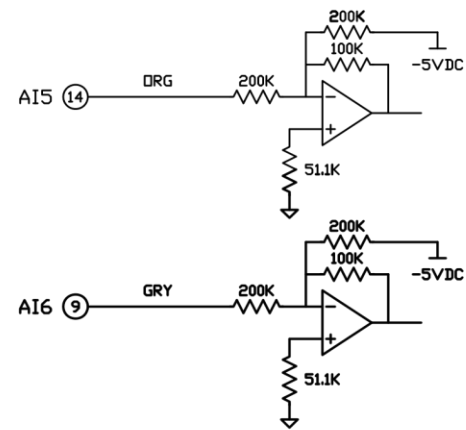 200K
100K
-5VDC
AI5 14 ORG 200K
- 
+
51.1K
200K
100K
-5VDC
AI6 9 GRY 200K
-
+
51.1K